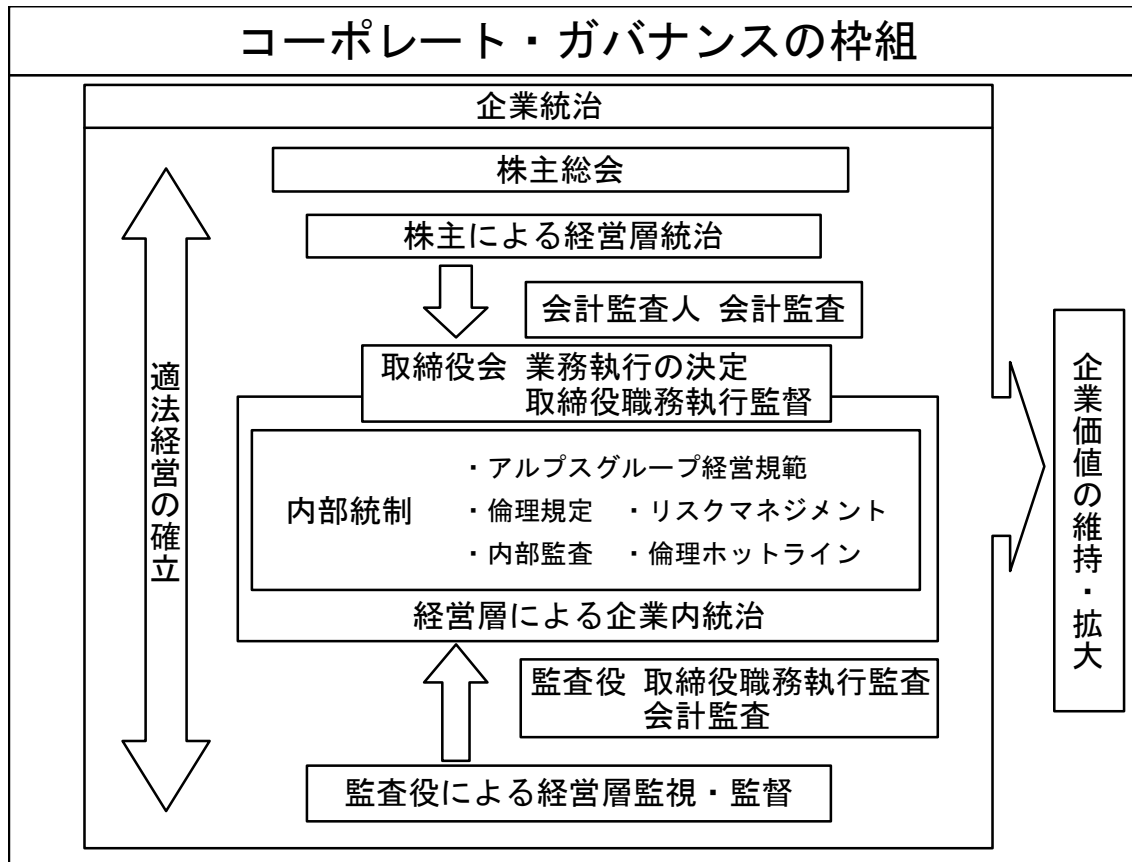 コーポレート・ガバナンスの枠組
企業統治
株主総会
株主による経営層統治
会計監査人 会計監査
取締役会 業務執行の決定
取締役職務執行監督
・アルプスグループ経営規範
内部統制
・倫理規定 ・リスクマネジメント
・内部監査 ・倫理ホットライン
経営層による企業内統治
監査役 取締役職務執行監査
会計監査
監査役による経営層監視・監督
適法経営の確立
企業価値の維持・拡大